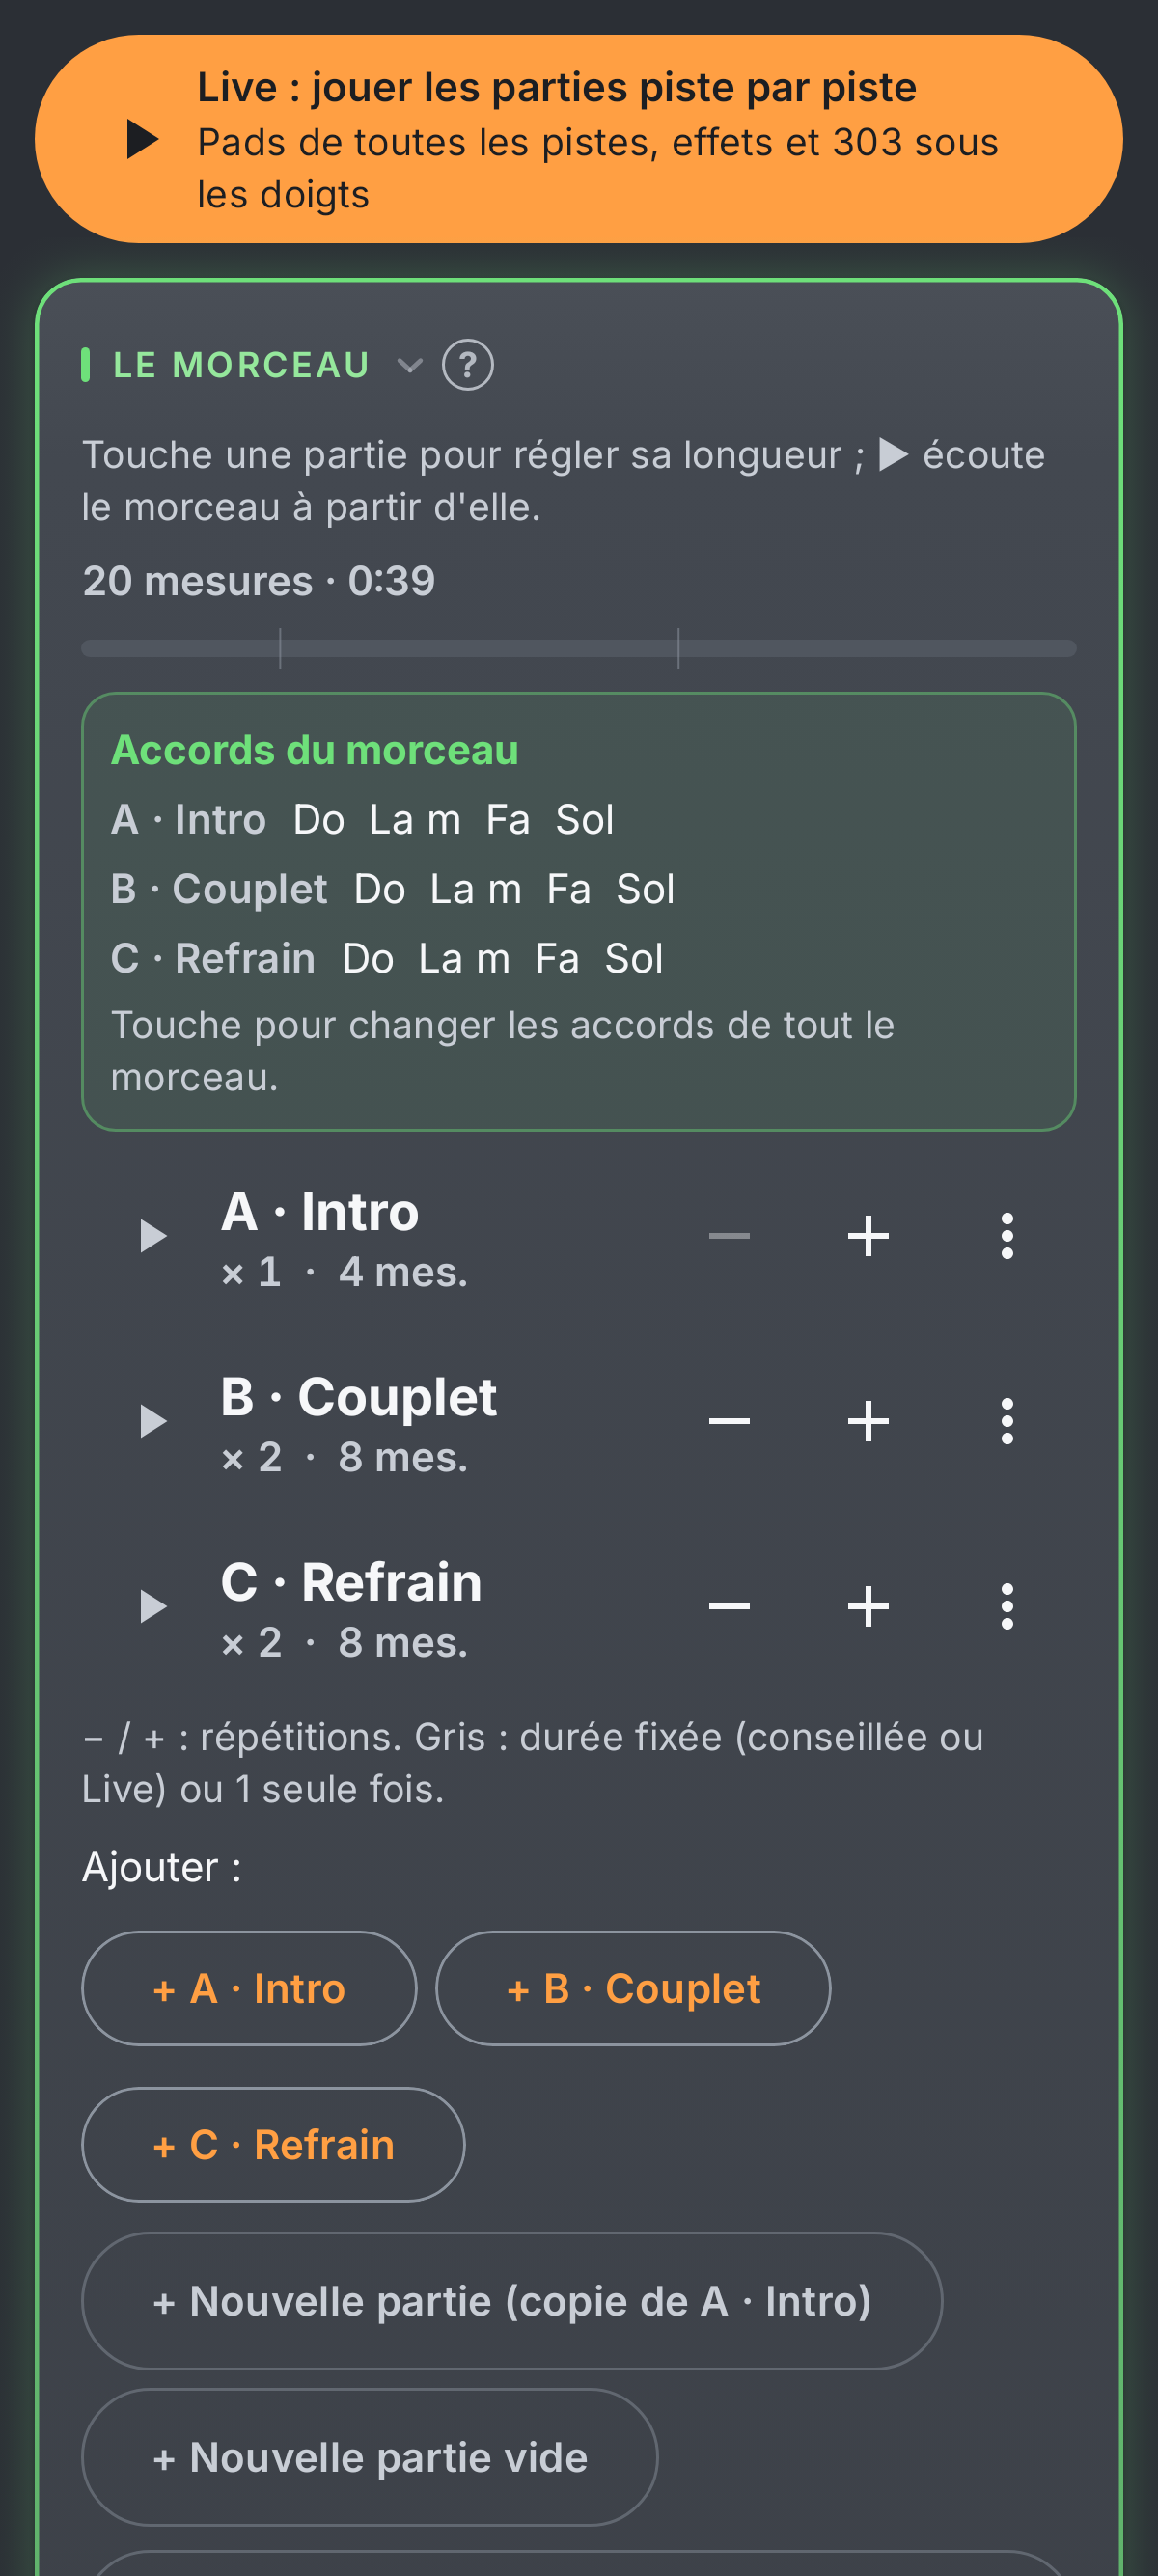 Live : jouer les parties piste par piste
Pads de toutes les pistes, effets et 303 sous
les doigts
LE MORCEAU ?
Touche une partie pour régler sa longueur ; ▶ écoute
le morceau à partir d'elle.
20 mesures · 0:39
Accords du morceau
A · Intro Do La m Fa Sol
B · Couplet Do La m Fa Sol
C · Refrain Do La m Fa Sol
Touche pour changer les accords de tout le
morceau.
A · Intro
× 1 · 4 mes.
B · Couplet
× 2 · 8 mes.
C · Refrain
× 2 · 8 mes.
− / + : répétitions. Gris : durée fixée (conseillée ou
Live) ou 1 seule fois.
Ajouter :
+ A · Intro + B · Couplet
+ C · Refrain
+ Nouvelle partie (copie de A · Intro)
+ Nouvelle partie vide